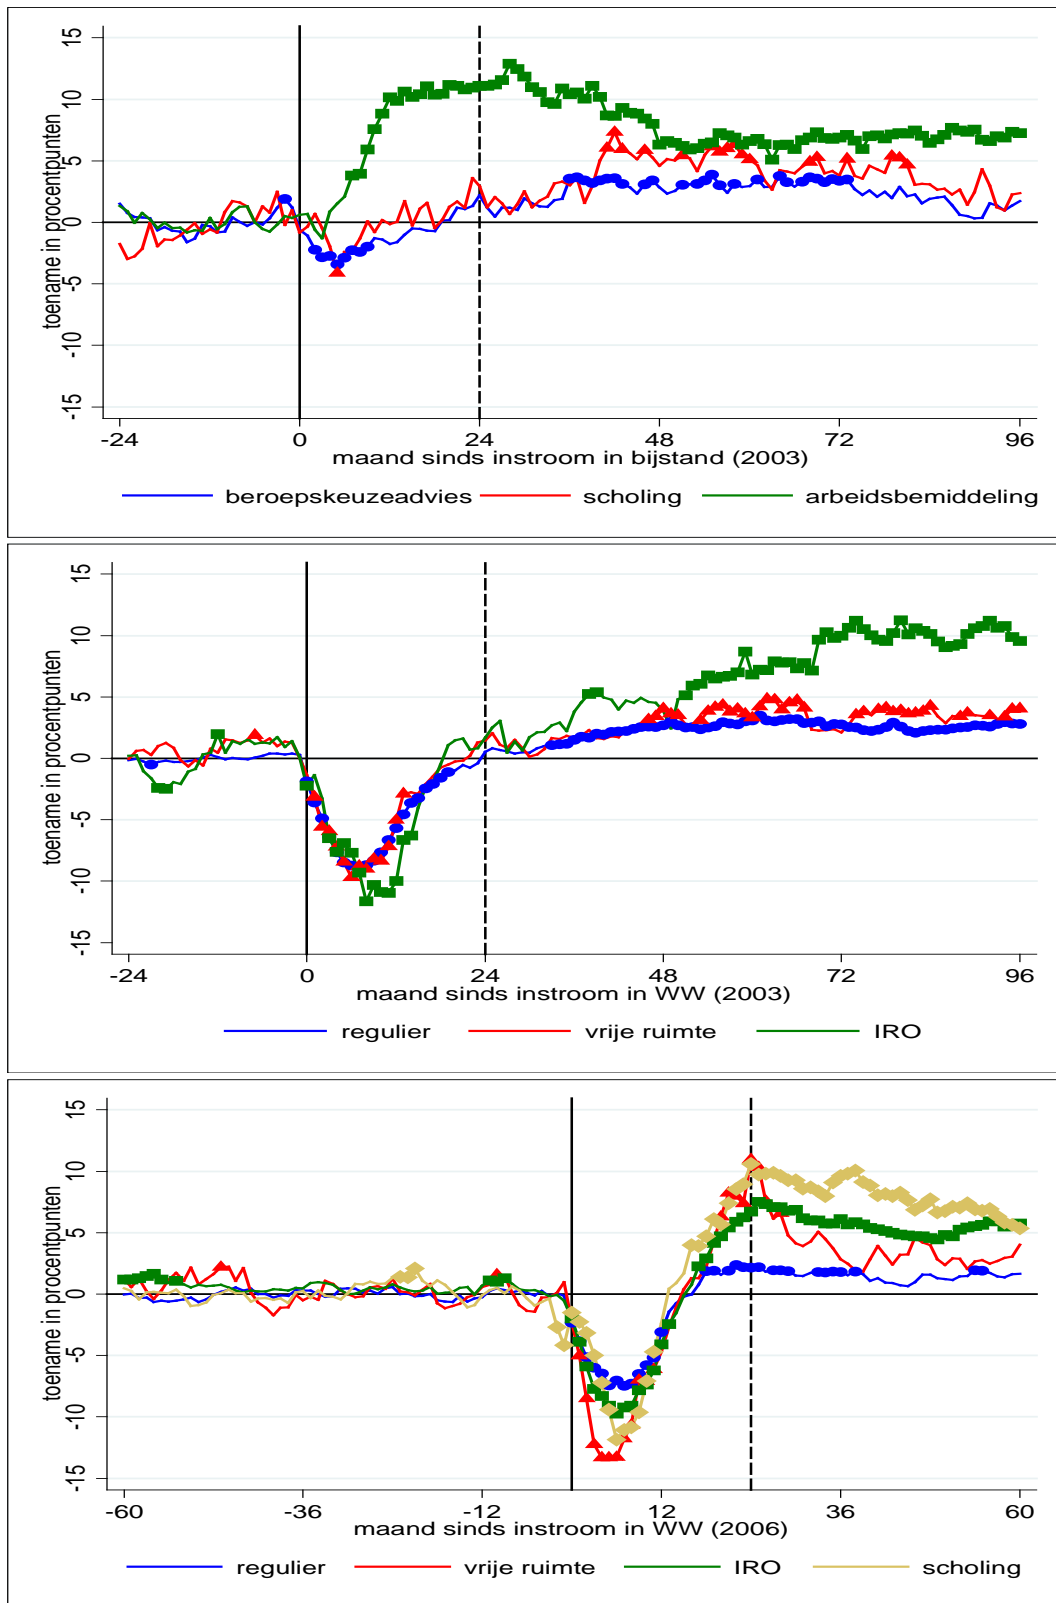 15
10
5
0
-5
-10
-15
toename in procentpunten
-24 0 24 48 72 96
maand sinds instroom in bijstand (2003)
beroepskeuzeadvies scholing arbeidsbemiddeling
15
10
5
0
-5
-10
-15
toename in procentpunten
-24 0 24 48 72 96
maand sinds instroom in WW (2003)
regulier vrije ruimte IRO
15
10
5
0
-5
-10
-15
toename in procentpunten
-60 -36 -12 12 36 60
maand sinds instroom in WW (2006)
regulier vrije ruimte IRO scholing